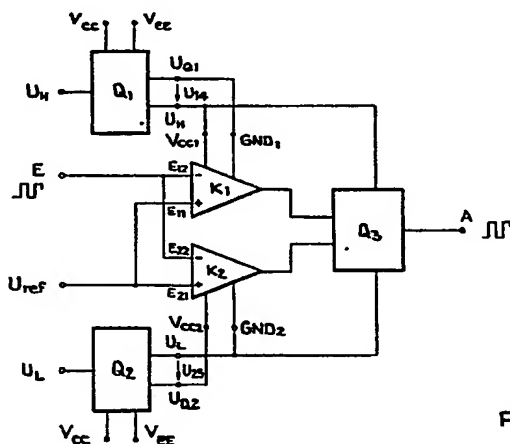 Vcc VEE
UQ1
UH Q1 U14
UH
VCC1 GND1
E E12 - K1
E11 +
A
Q3
E22 - K2
Uref E21 +
VCC2 GND2
UL
UL Q2 U25
UQ2
Vcc VEE
F